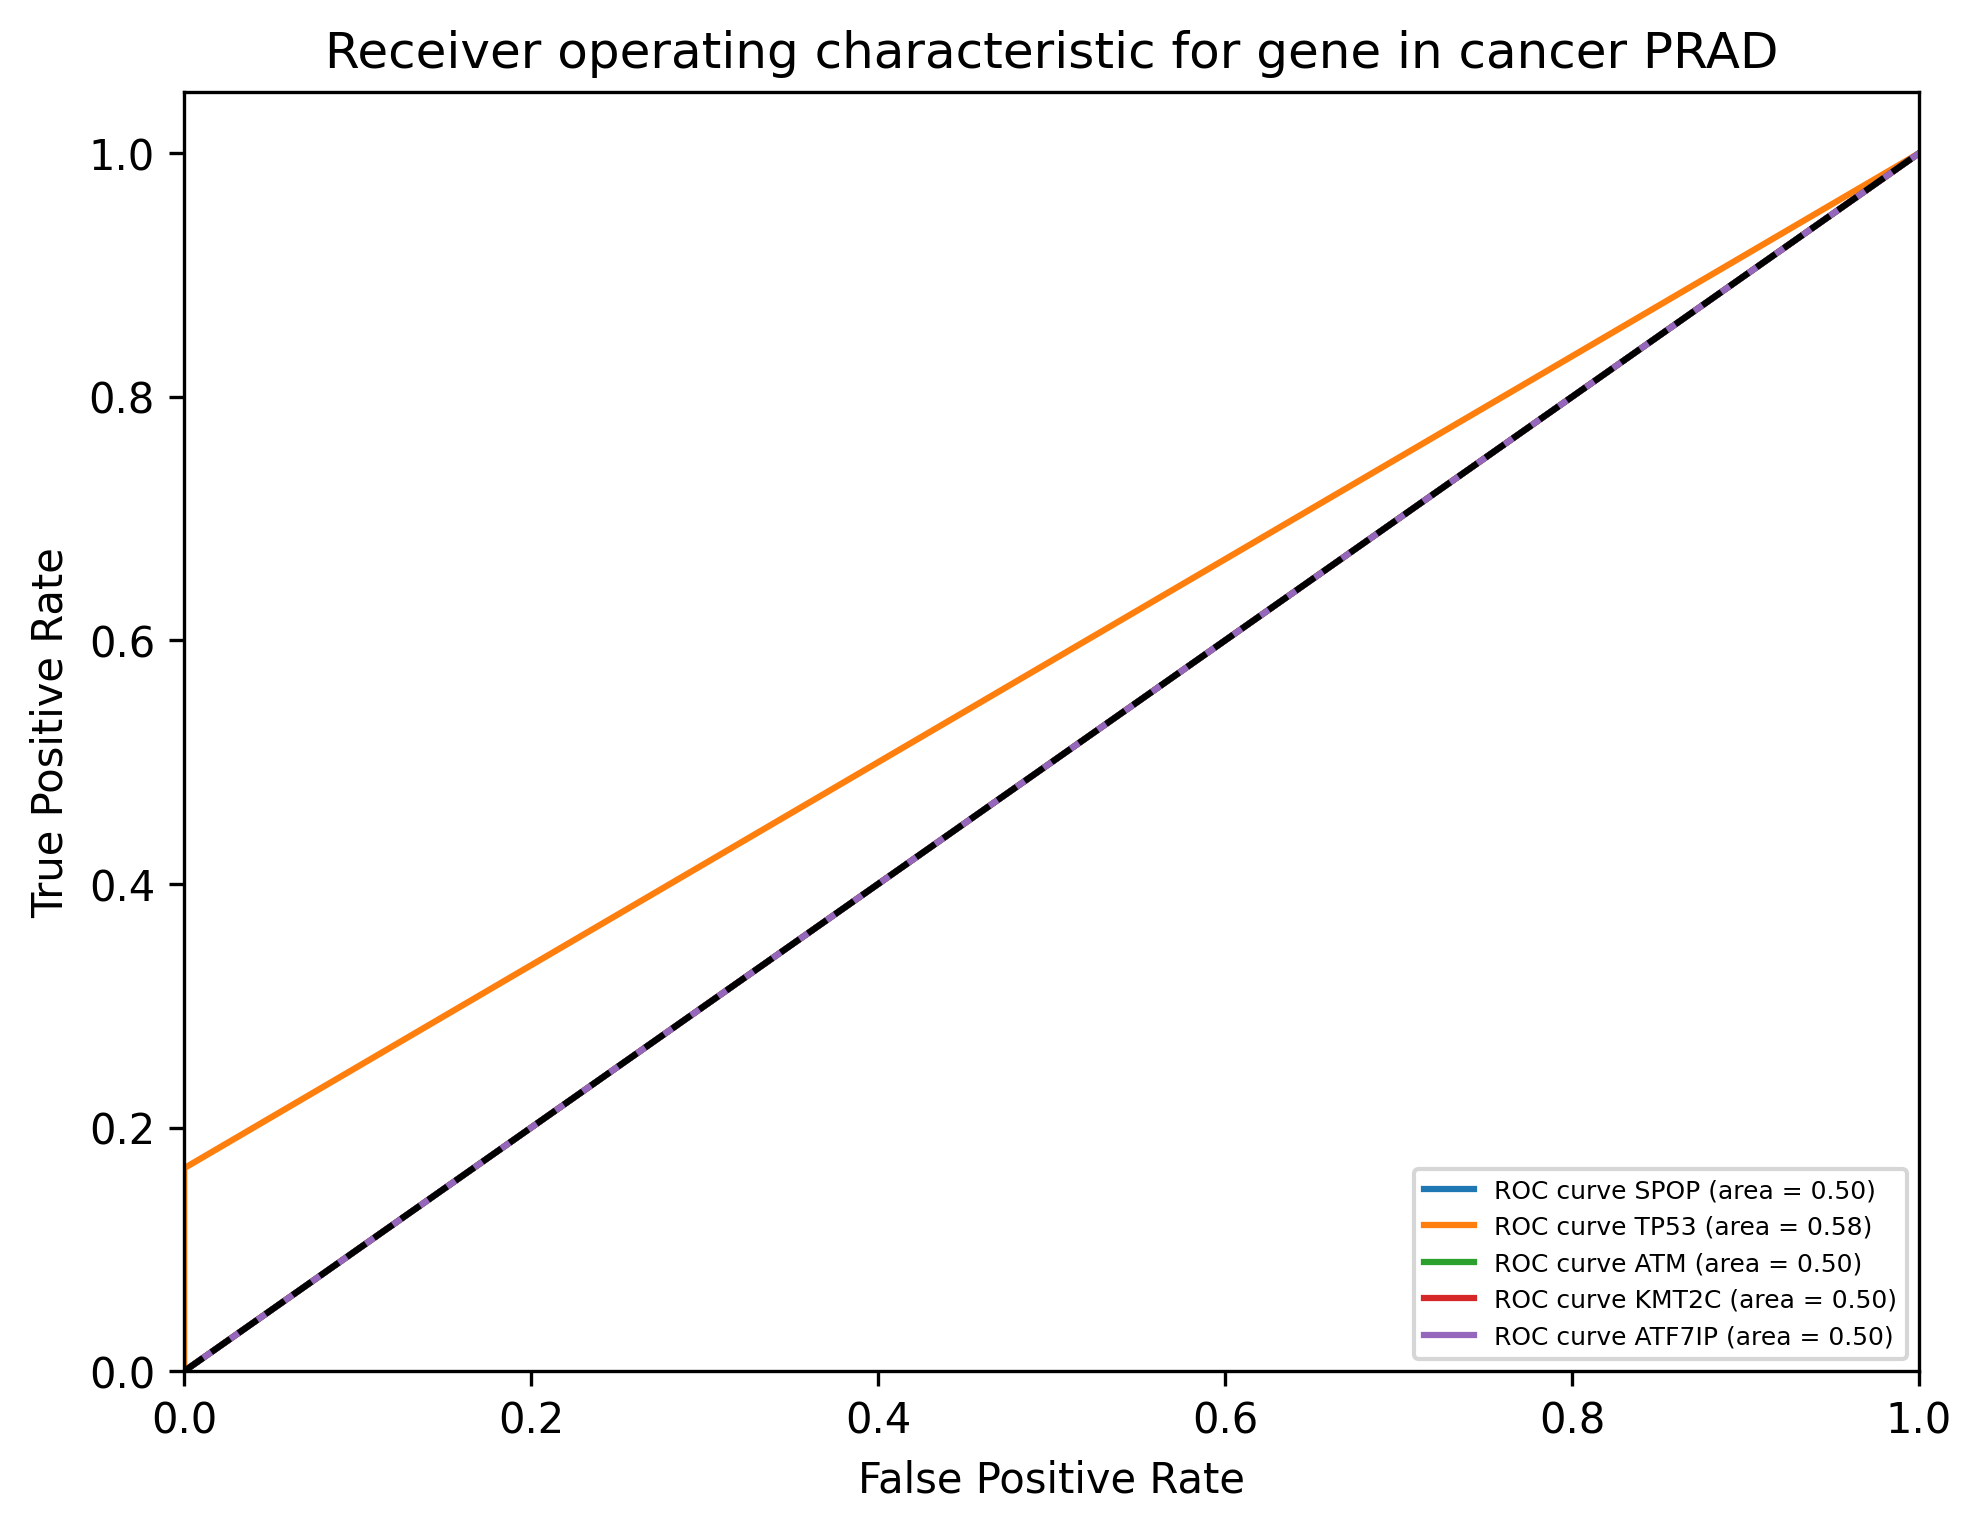 Receiver operating characteristic for gene in cancer PRAD
True Positive Rate
1.0
0.8
0.6
0.4
0.2
0.0
ROC curve SPOP (area = 0.50)
ROC curve TP53 (area = 0.58)
ROC curve ATM (area = 0.50)
ROC curve KMT2C (area = 0.50)
ROC curve ATF7IP (area = 0.50)
0.0 0.2 0.4 0.6 0.8 1.0
False Positive Rate